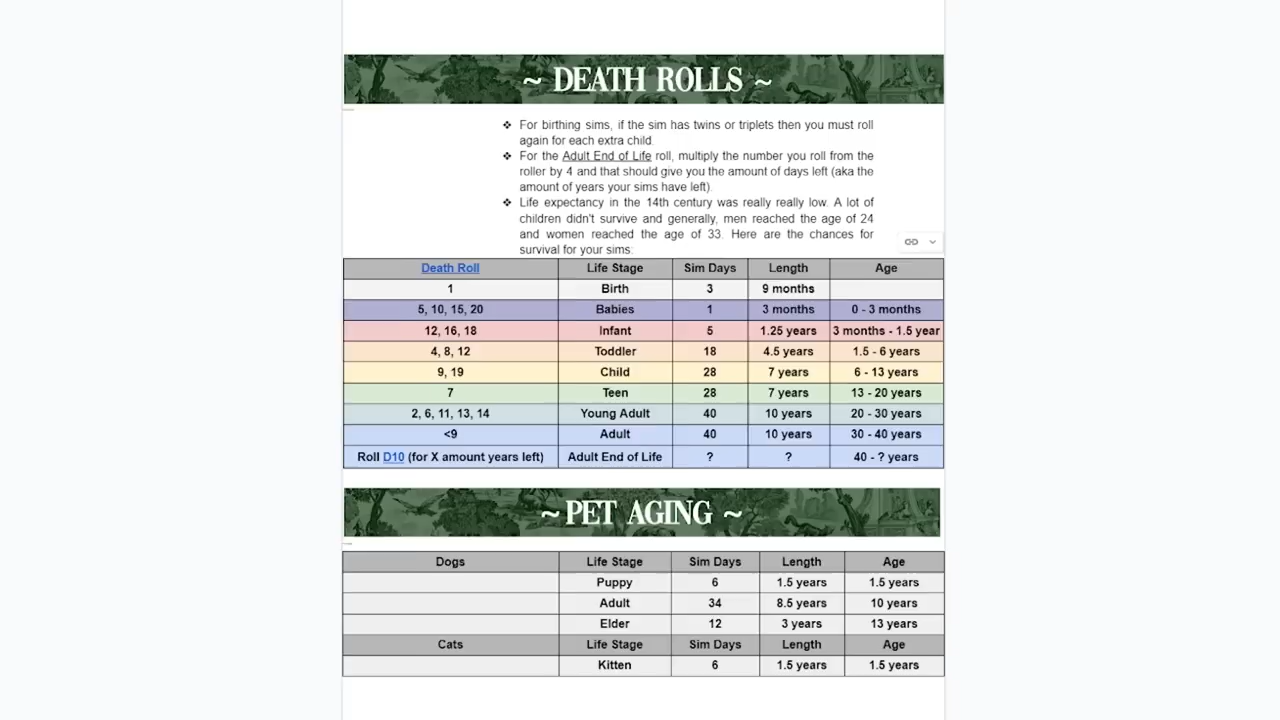 ~ DEATH ROLLS ~
❖ For birthing sims, if the sim has twins or triplets then you must roll
again for each extra child.
❖ For the Adult End of Life roll, multiply the number you roll from the
roller by 4 and that should give you the amount of days left (aka the
amount of years your sims have left).
❖ Life expectancy in the 14th century was really really low. A lot of
children didn't survive and generally, men reached the age of 24
and women reached the age of 33. Here are the chances for
survival for your sims:
Death Roll Life Stage Sim Days Length Age
1 Birth 3 9 months
5, 10, 15, 20 Babies 1 3 months 0 - 3 months
12, 16, 18 Infant 5 1.25 years 3 months - 1.5 year
4, 8, 12 Toddler 18 4.5 years 1.5 - 6 years
9, 19 Child 28 7 years 6 - 13 years
7 Teen 28 7 years 13 - 20 years
2, 6, 11, 13, 14 Young Adult 40 10 years 20 - 30 years
<9 Adult 40 10 years 30 - 40 years
Roll D10 (for X amount years left) Adult End of Life ? ? 40 - ? years
~ PET AGING ~
Dogs Life Stage Sim Days Length Age
Puppy 6 1.5 years 1.5 years
Adult 34 8.5 years 10 years
Elder 12 3 years 13 years
Cats Life Stage Sim Days Length Age
Kitten 6 1.5 years 1.5 years